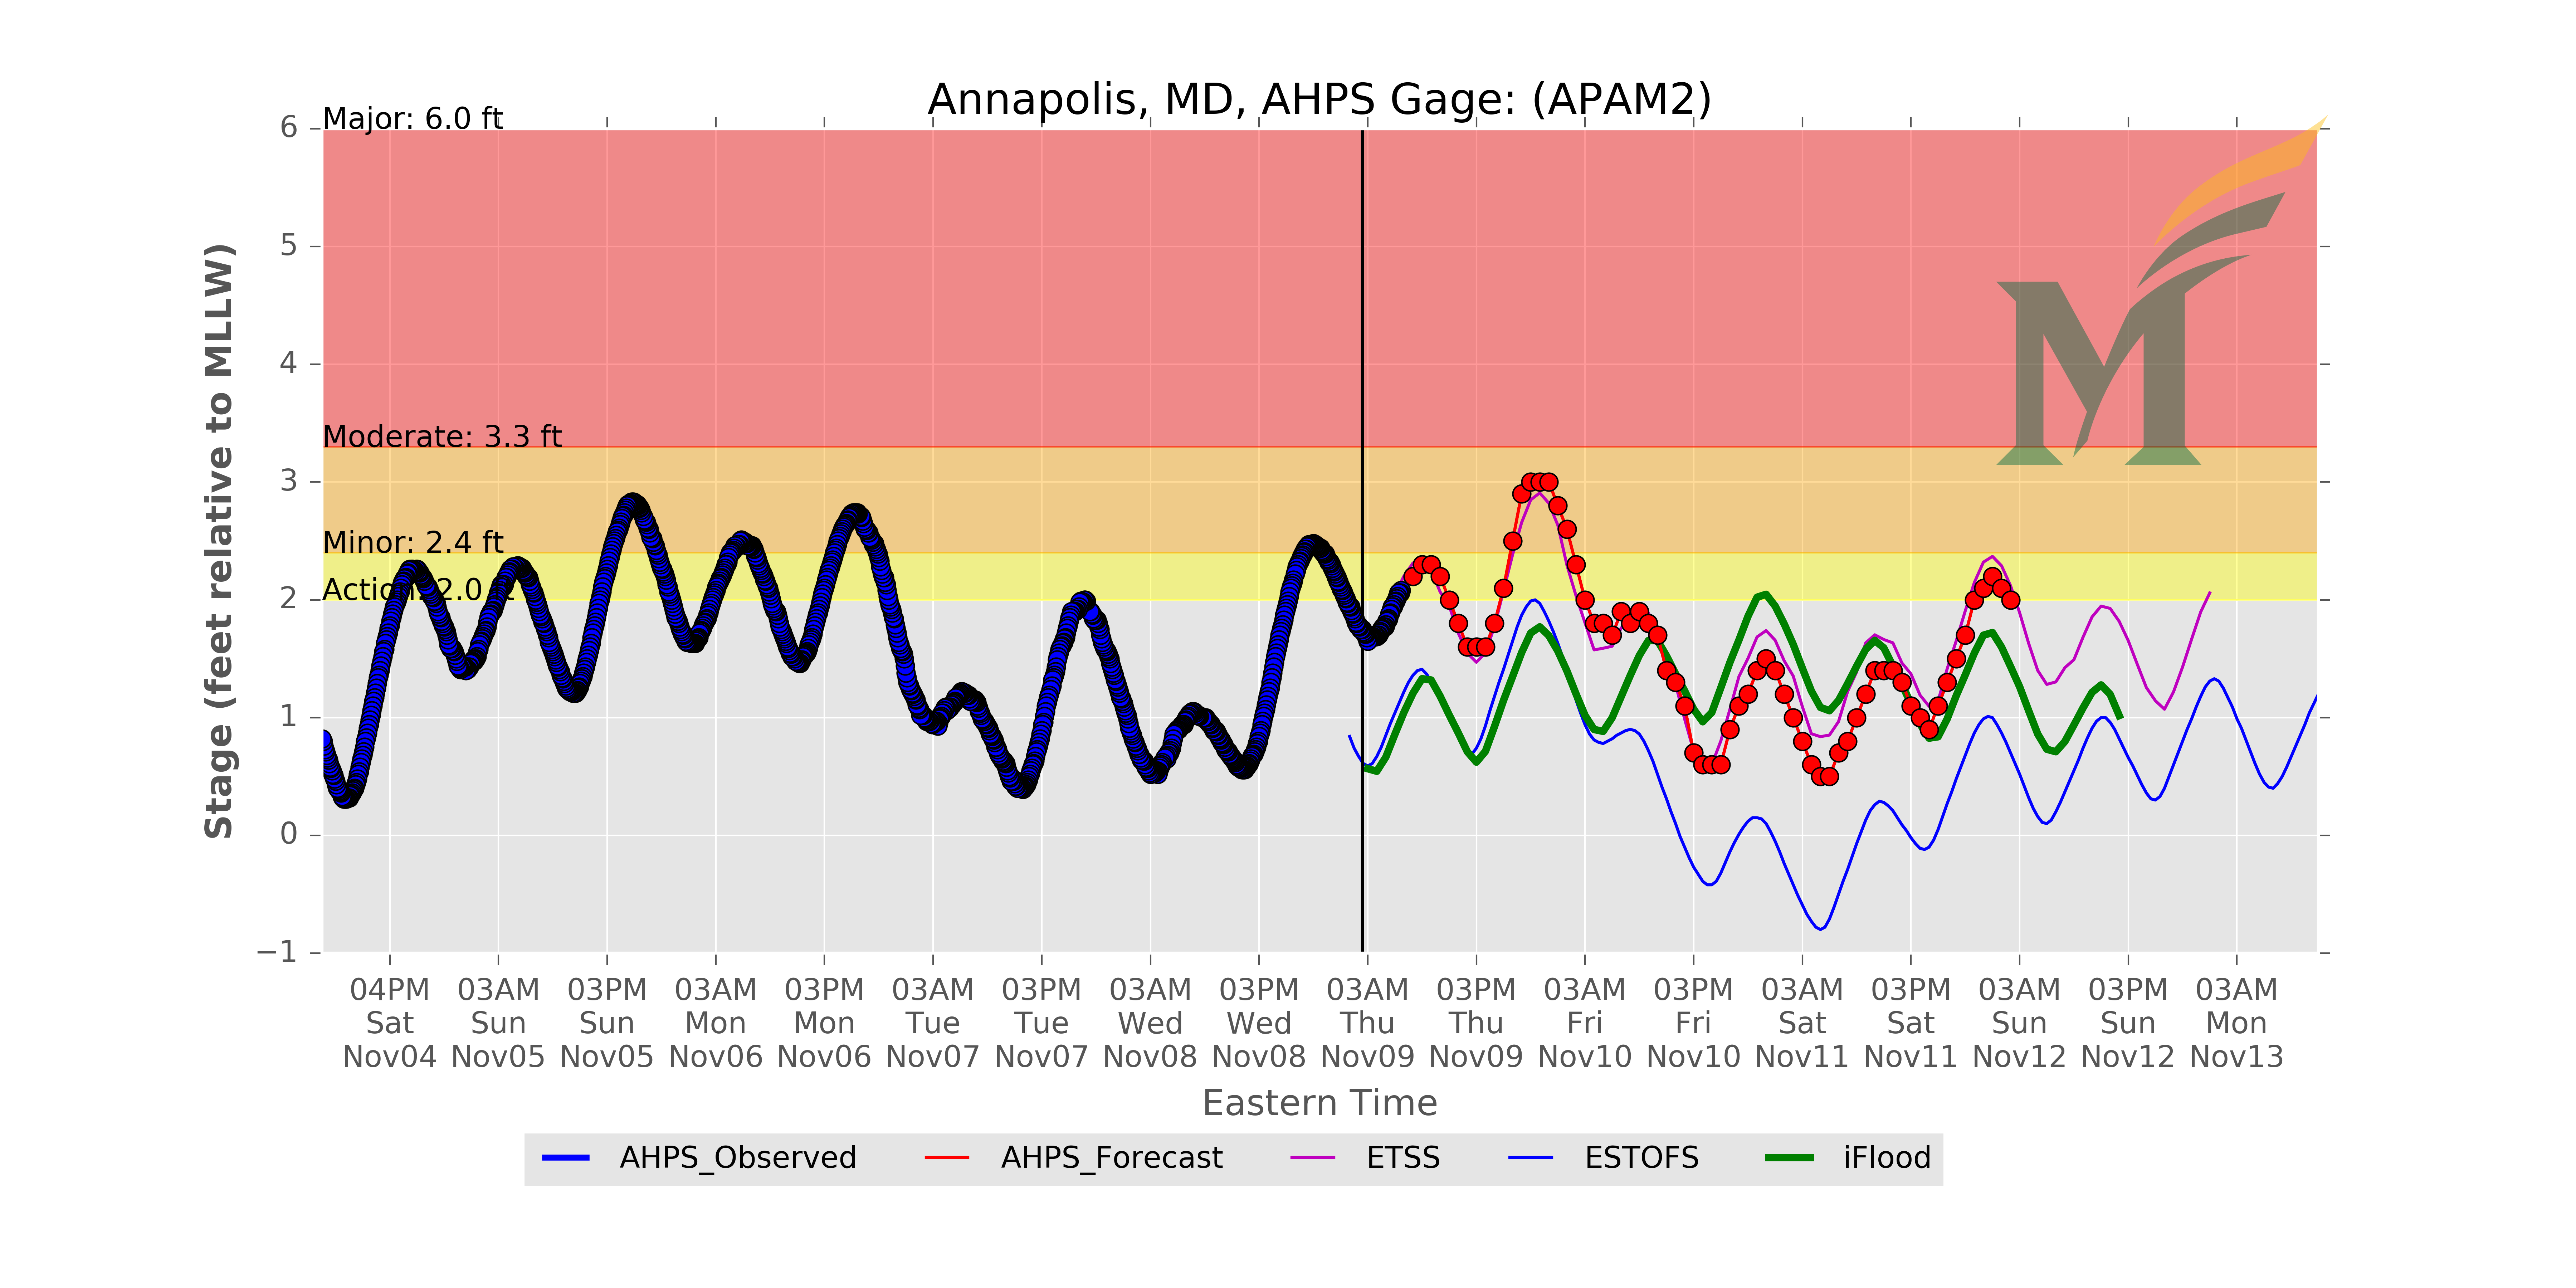 Annapolis, MD, AHPS Gage: (APAM2)
Major: 6.0 ft
Moderate: 3.3 ft
Minor: 2.4 ft
Action: 2.0 ft
Stage (feet relative to MLLW)
6
5
4
3
2
1
0
−1
04PM 03AM 03PM 03AM 03PM 03AM 03PM 03AM 03PM 03AM 03PM 03AM 03PM 03AM 03PM 03AM 03PM 03AM
Sat Sun Sun Mon Mon Tue Tue Wed Wed Thu Thu Fri Fri Sat Sat Sun Sun Mon
Nov04 Nov05 Nov05 Nov06 Nov06 Nov07 Nov07 Nov08 Nov08 Nov09 Nov09 Nov10 Nov10 Nov11 Nov11 Nov12 Nov12 Nov13
Eastern Time
AHPS_Observed AHPS_Forecast ETSS ESTOFS iFlood